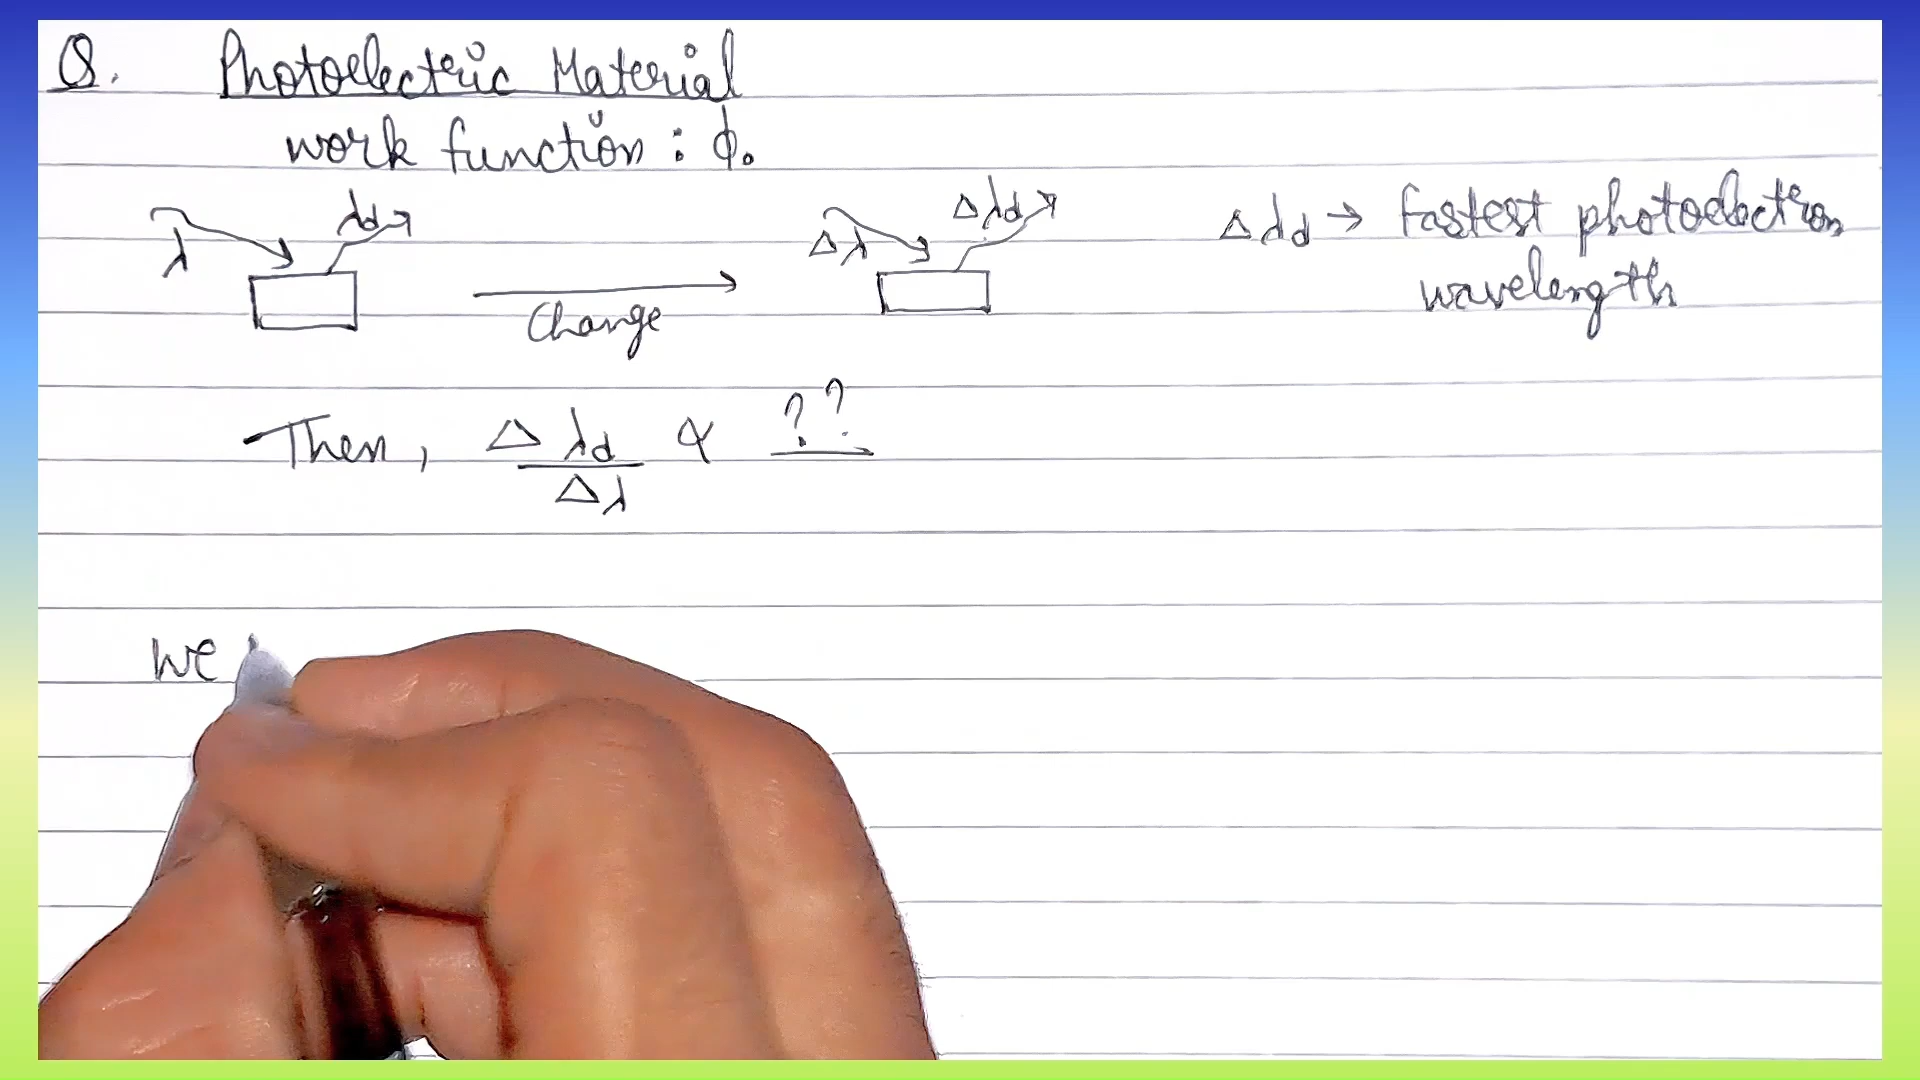 Q. Photoelectric Material
work function : ϕ₀
λ λd Change Δλ Δλd Δλd → fastest photoelectron
wavelength
Then, Δλd/Δλ ∝ ??
we